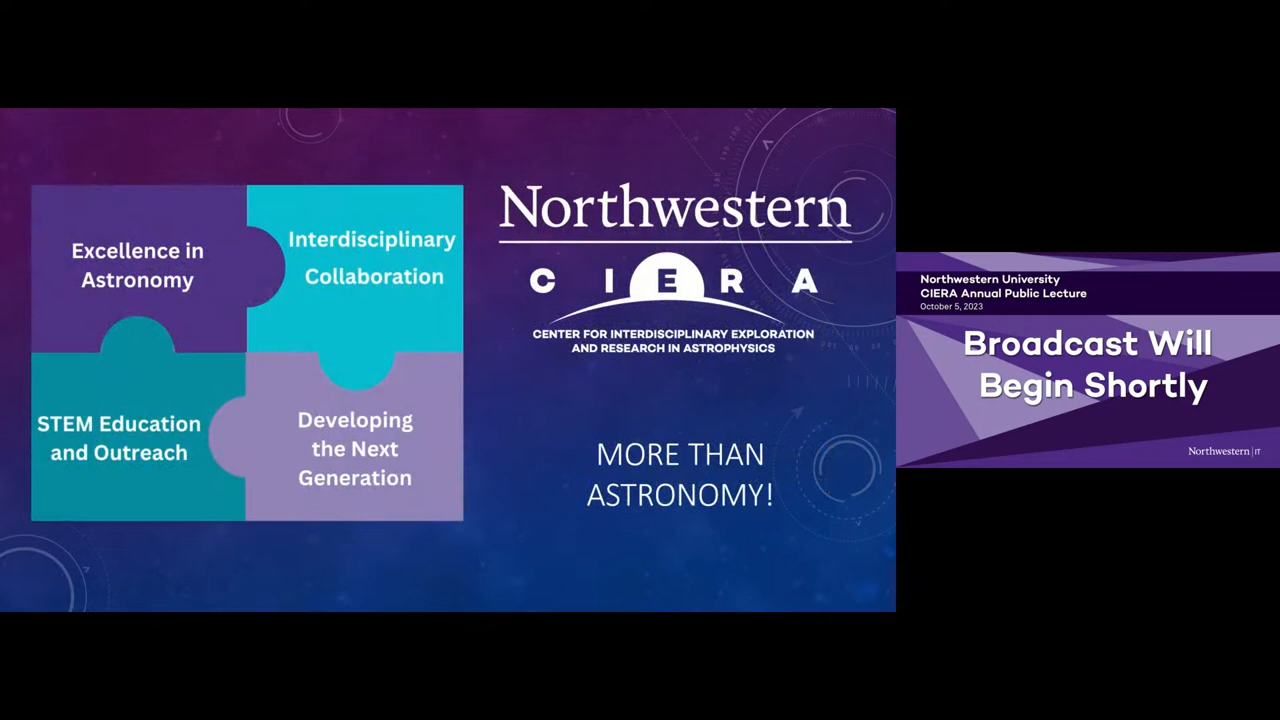 Excellence in
Astronomy
Interdisciplinary
Collaboration
STEM Education
and Outreach
Developing
the Next
Generation
Northwestern
CIERA
CENTER FOR INTERDISCIPLINARY EXPLORATION
AND RESEARCH IN ASTROPHYSICS
MORE THAN
ASTRONOMY!
Northwestern University
CIERA Annual Public Lecture
October 5, 2023
Broadcast Will
Begin Shortly
Northwestern | IT